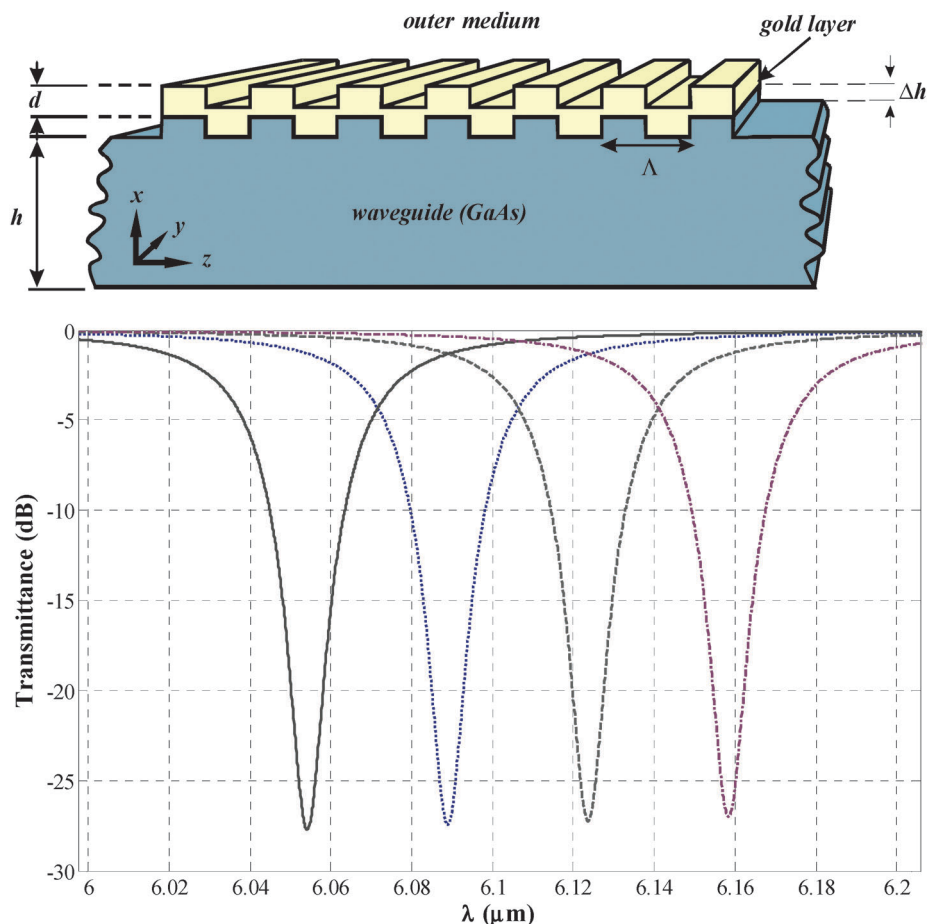 outer medium
gold layer
d
Δh
Λ
h
waveguide (GaAs)
x
y
z
0
-5
-10
-15
-20
-25
-30
Transmittance (dB)
6 6.02 6.04 6.06 6.08 6.1 6.12 6.14 6.16 6.18 6.2
λ (μm)